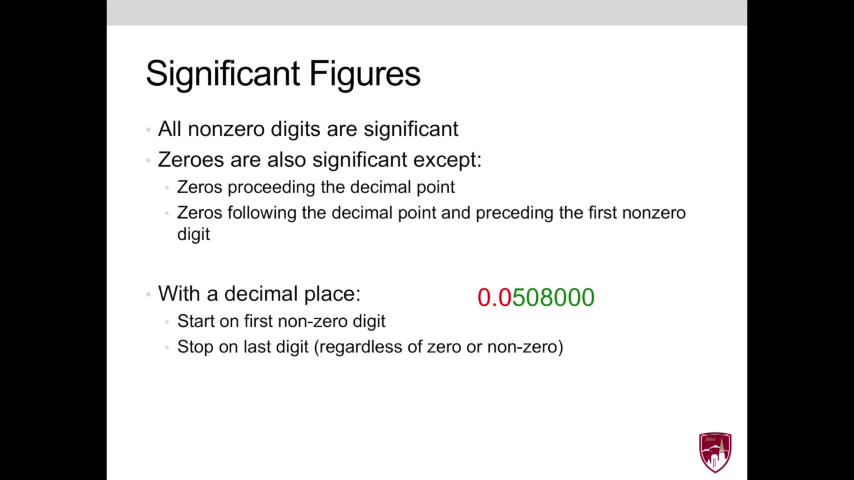 Significant Figures
• All nonzero digits are significant
• Zeroes are also significant except:
• Zeros proceeding the decimal point
• Zeros following the decimal point and preceding the first nonzero
digit
• With a decimal place:
0.0508000
• Start on first non-zero digit
• Stop on last digit (regardless of zero or non-zero)